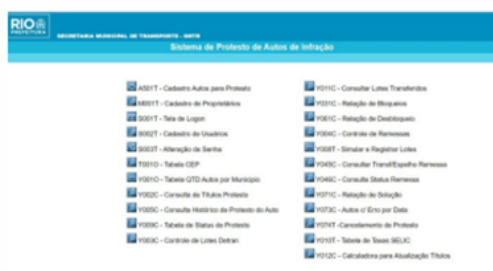 RIO
PREFEITURA
SECRETARIA MUNICIPAL DE TRANSPORTE - SMTR
Sistema de Protesto de Autos de Infração
AS01T - Cadastro Autos para Protesto
M001T - Cadastro de Proprietários
S001T - Tela de Logon
S002T - Cadastro de Usuários
S003T - Alteração de Senha
T001O - Tabela CEP
Y001O - Tabela QTD Autos por Município
Y002C - Consulta de Títulos Protesto
Y005C - Consulta Histórico de Protesto do Auto
Y009C - Tabela de Status de Protesto
Y003C - Controle de Lotes Detran
Y011C - Consultar Lotes Transferidos
Y031C - Relação de Bloqueios
Y061C - Relação de Desbloqueio
Y004C - Controle de Remessas
Y008T - Simular e Registrar Lotes
Y045C - Consultar Transf/Espelho Remessa
Y046C - Consulta Status Remessa
Y071C - Relação de Solução
Y073C - Autos c/ Erro por Data
Y074T -Cancelamento de Protesto
Y010T - Tabela de Taxas SELIC
Y012C - Calculadora para Atualização Títulos